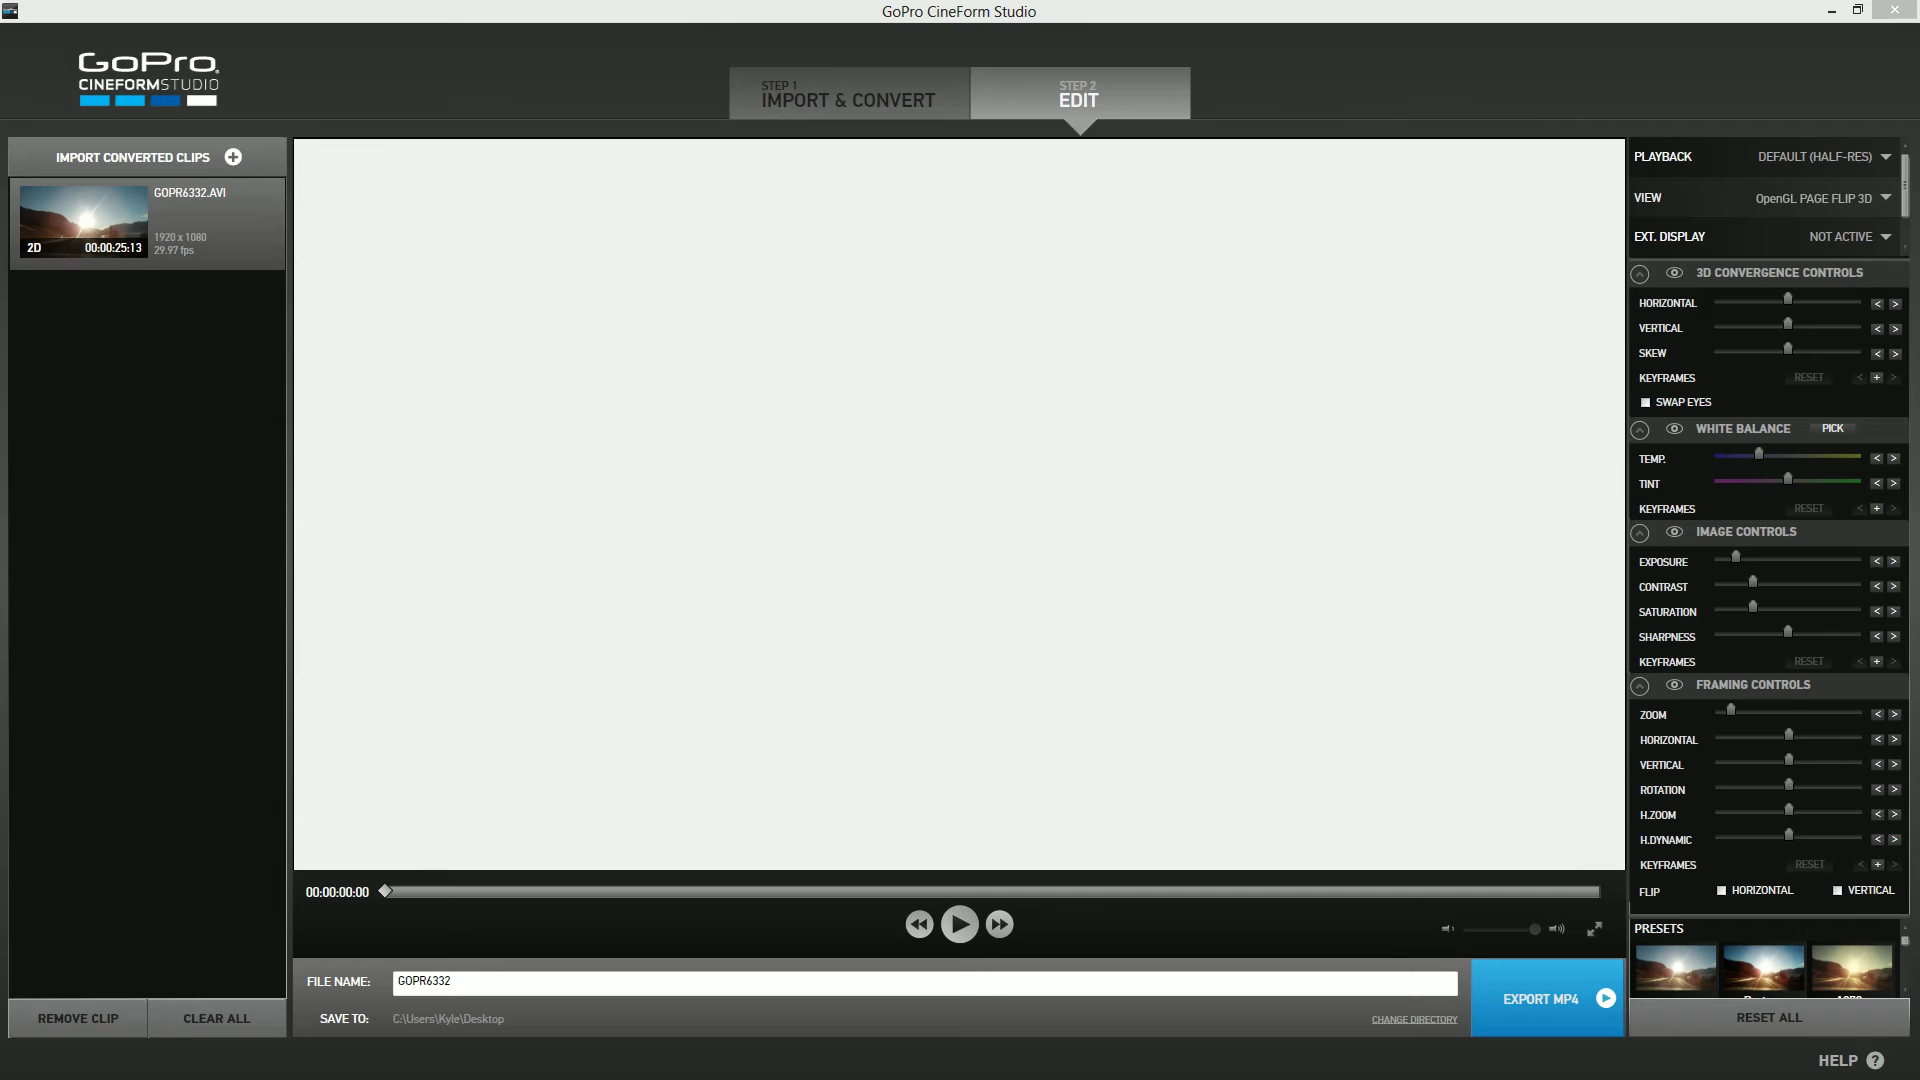 GoPro CineForm Studio
GoPro
CINEFORMSTUDIO
STEP 1
IMPORT & CONVERT
STEP 2
EDIT
IMPORT CONVERTED CLIPS
GOPR6332.AVI
1920 x 1080
29.97 fps
2D
00:00:25:13
REMOVE CLIP
CLEAR ALL
00:00:00:00
FILE NAME:
GOPR6332
SAVE TO:
C:\Users\Kyle\Desktop
CHANGE DIRECTORY
EXPORT MP4
PLAYBACK
DEFAULT (HALF-RES)
VIEW
OpenGL PAGE FLIP 3D
EXT. DISPLAY
NOT ACTIVE
3D CONVERGENCE CONTROLS
HORIZONTAL
VERTICAL
SKEW
KEYFRAMES
RESET
SWAP EYES
WHITE BALANCE
PICK
TEMP.
TINT
KEYFRAMES
RESET
IMAGE CONTROLS
EXPOSURE
CONTRAST
SATURATION
SHARPNESS
KEYFRAMES
RESET
FRAMING CONTROLS
ZOOM
HORIZONTAL
VERTICAL
ROTATION
H.ZOOM
H.DYNAMIC
KEYFRAMES
RESET
FLIP
HORIZONTAL
VERTICAL
PRESETS
RESET ALL
HELP ?